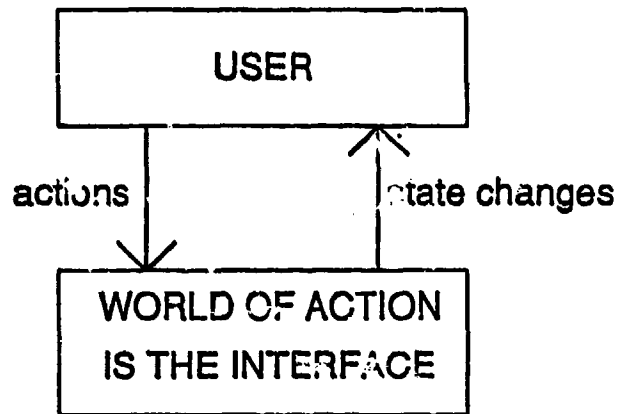 USER
actions
state changes
WORLD OF ACTION
IS THE INTERFACE